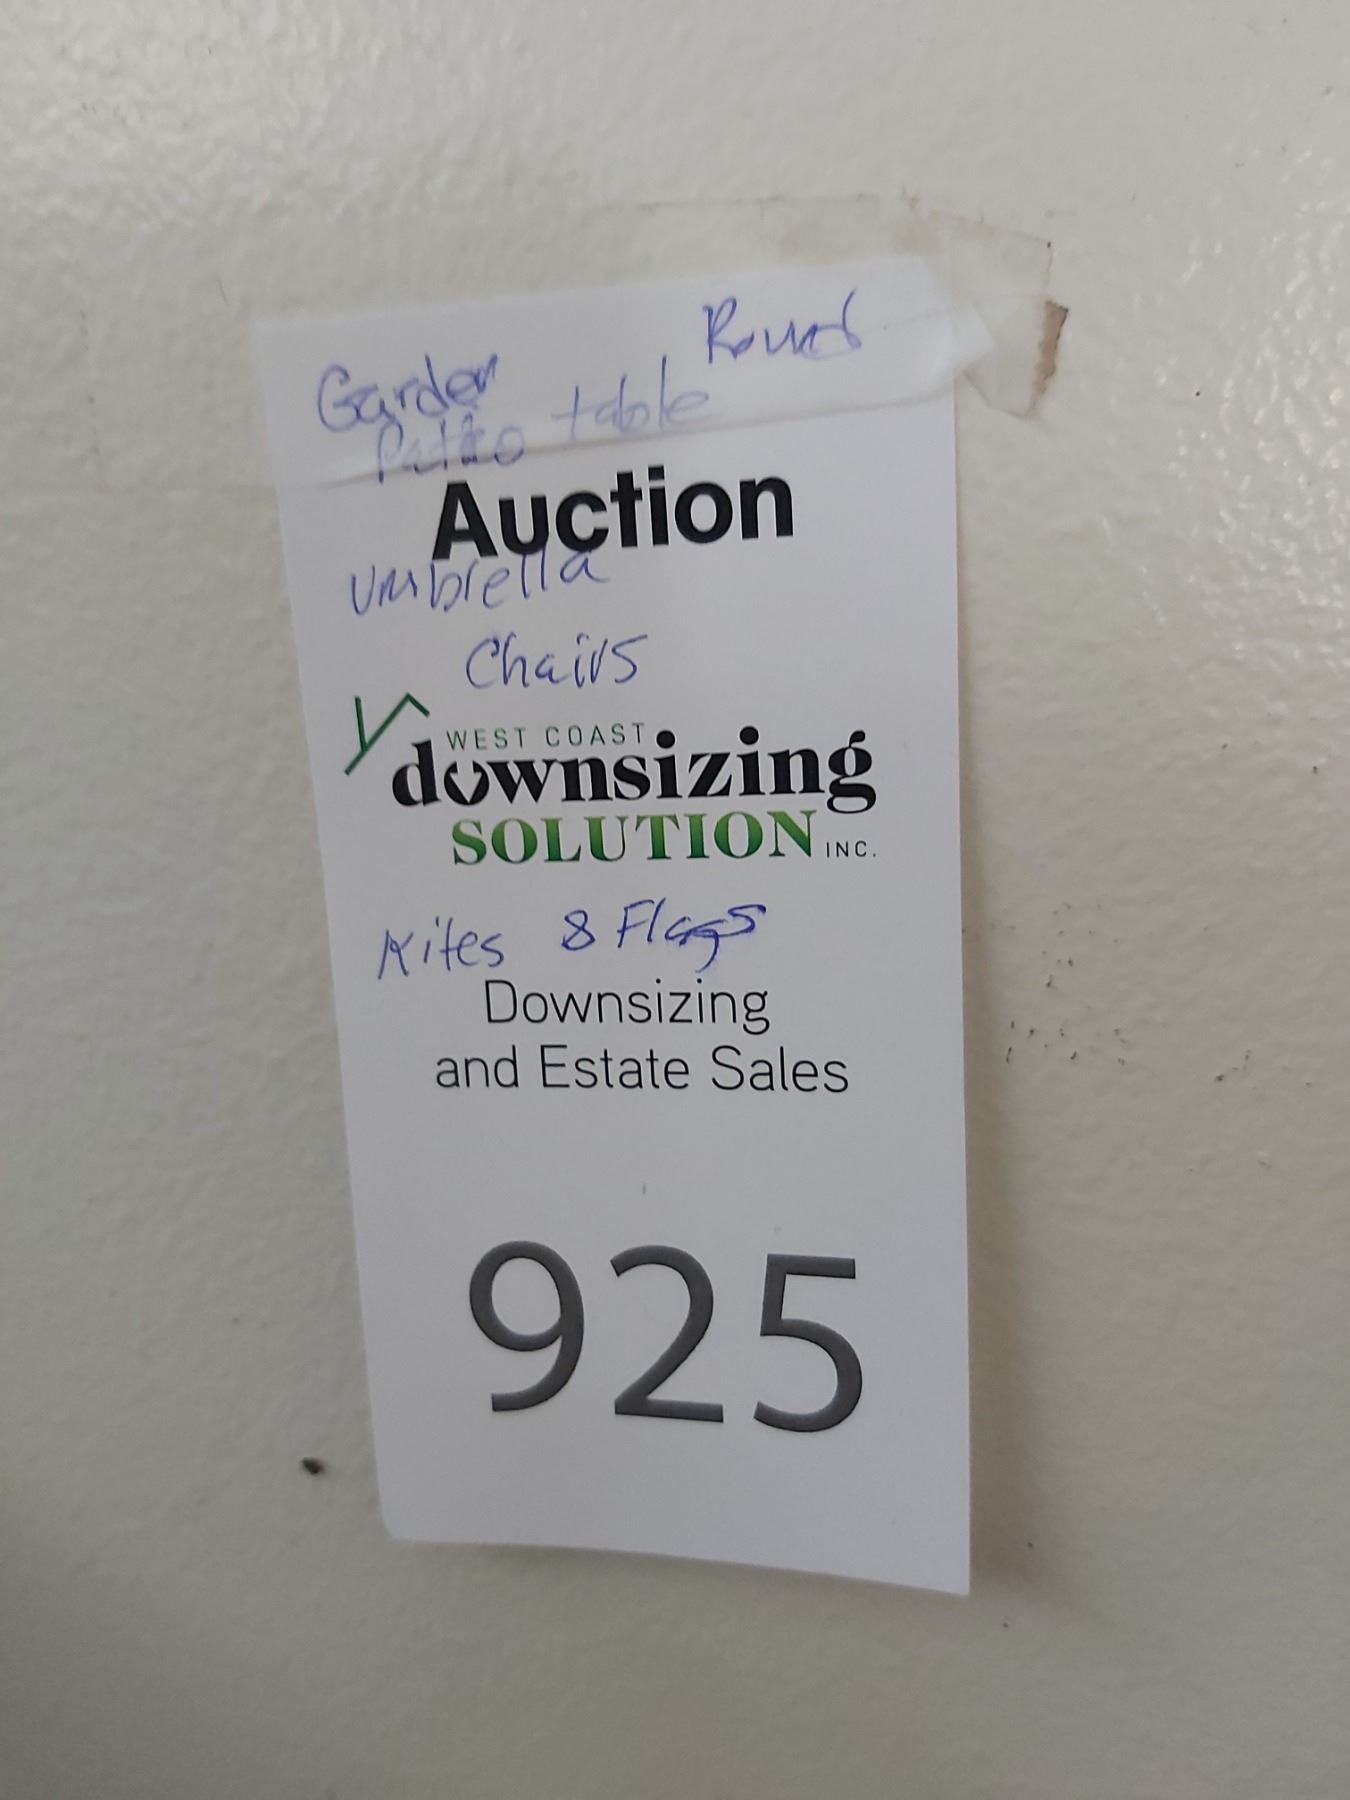 Round
Garden
Patio table
Auction
Umbrella
Chairs
WEST COAST
downsizing
SOLUTION INC.
Kites & Flags
Downsizing
and Estate Sales
925